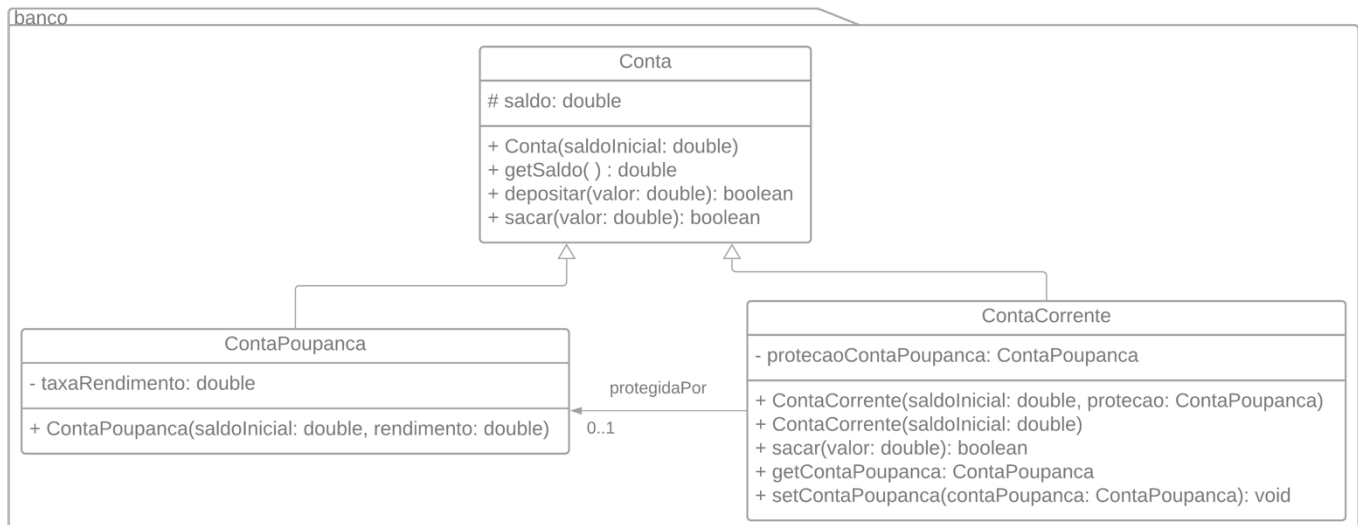 banco
Conta
# saldo: double
+ Conta(saldoInicial: double)
+ getSaldo( ) : double
+ depositar(valor: double): boolean
+ sacar(valor: double): boolean
ContaPoupanca
- taxaRendimento: double
+ ContaPoupanca(saldoInicial: double, rendimento: double)
protegidaPor
0..1
ContaCorrente
- protecaoContaPoupanca: ContaPoupanca
+ ContaCorrente(saldoInicial: double, protecao: ContaPoupanca)
+ ContaCorrente(saldoInicial: double)
+ sacar(valor: double): boolean
+ getContaPoupanca: ContaPoupanca
+ setContaPoupanca(contaPoupanca: ContaPoupanca): void